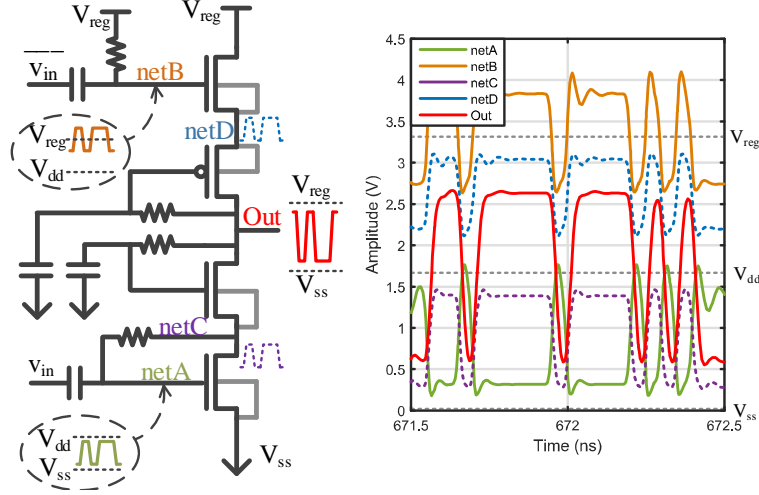 Vreg
Vreg
vin
netB
Vreg
Vdd
netD
Out
Vreg
Vss
netC
vin
netA
Vdd
Vss
Vss
netA
netB
netC
netD
Out
4.5
4
3.5
3
2.5
2
1.5
1
0.5
0
Amplitude (V)
671.5
672
672.5
Time (ns)
Vreg
Vdd
Vss